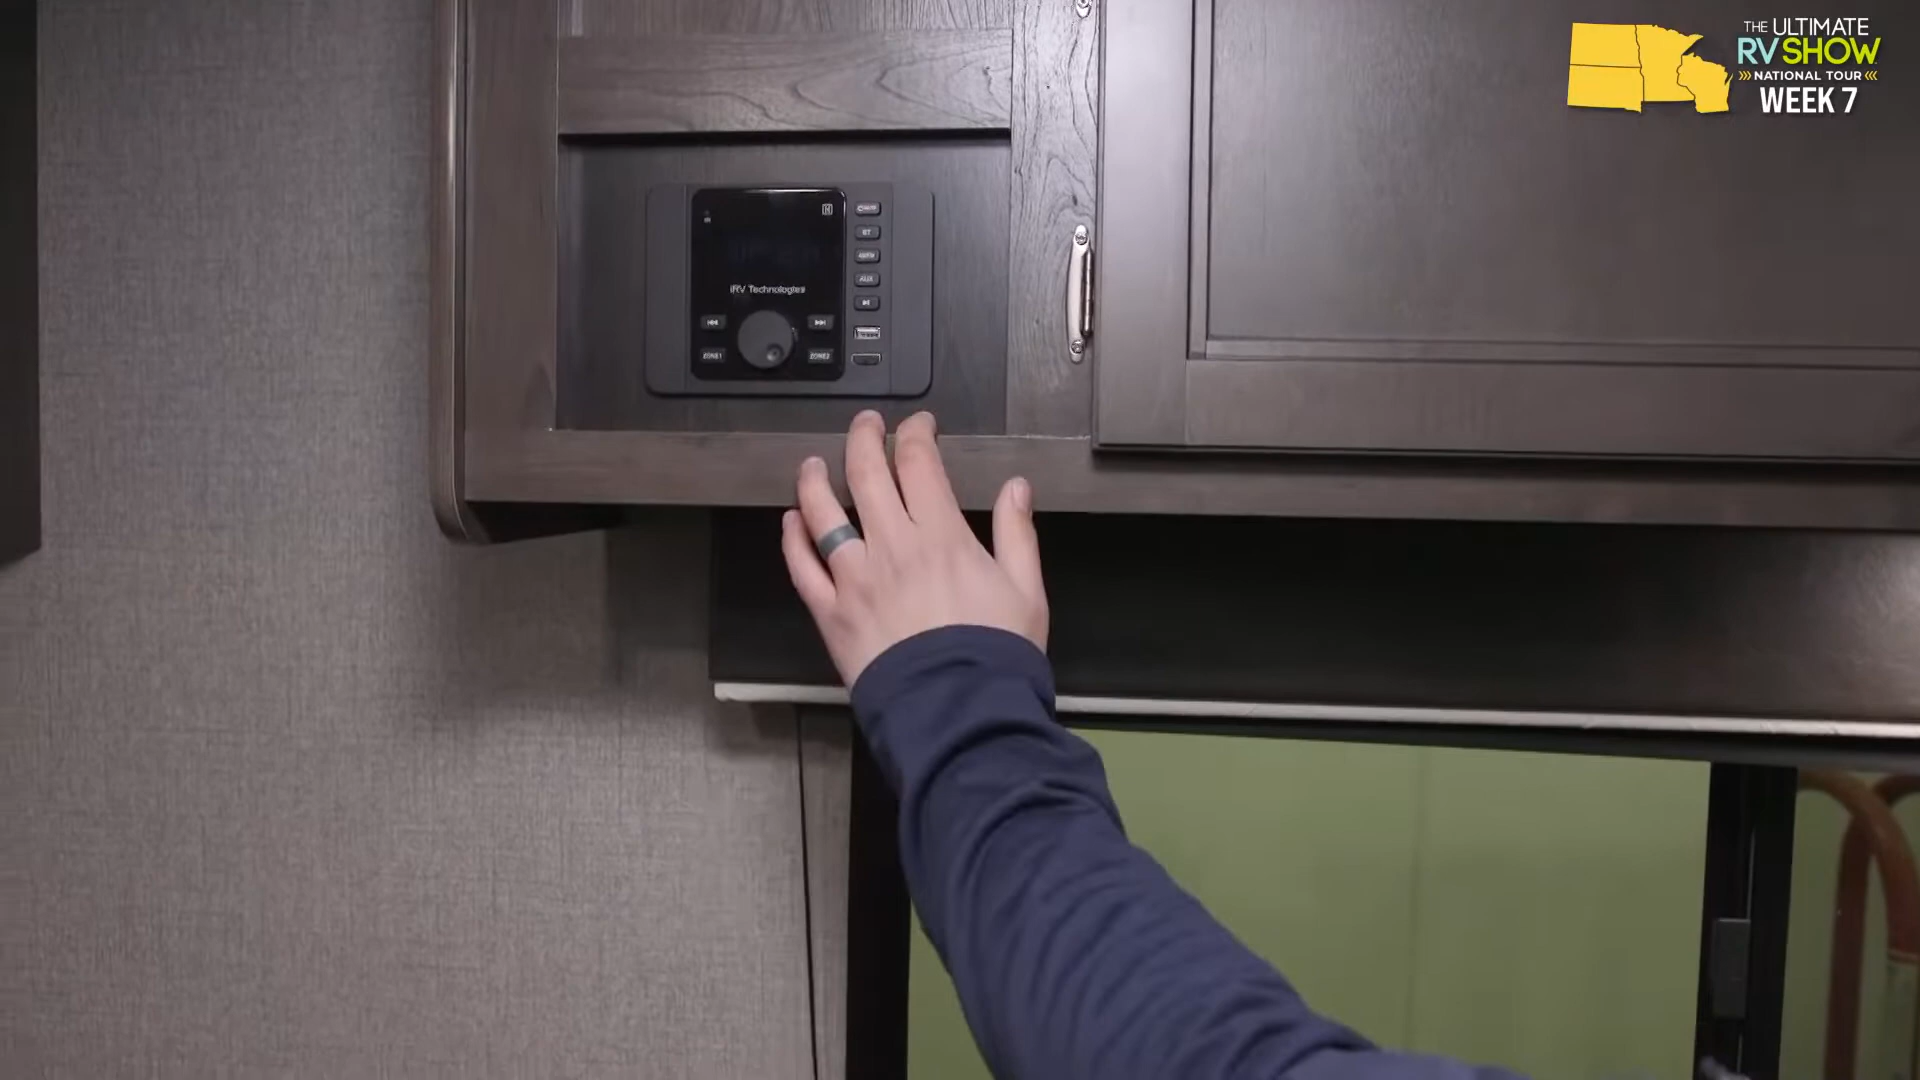 THE ULTIMATE
RV SHOW
NATIONAL TOUR
WEEK 7
BT
AUX
iRV Technologies
ZONE1
ZONE2